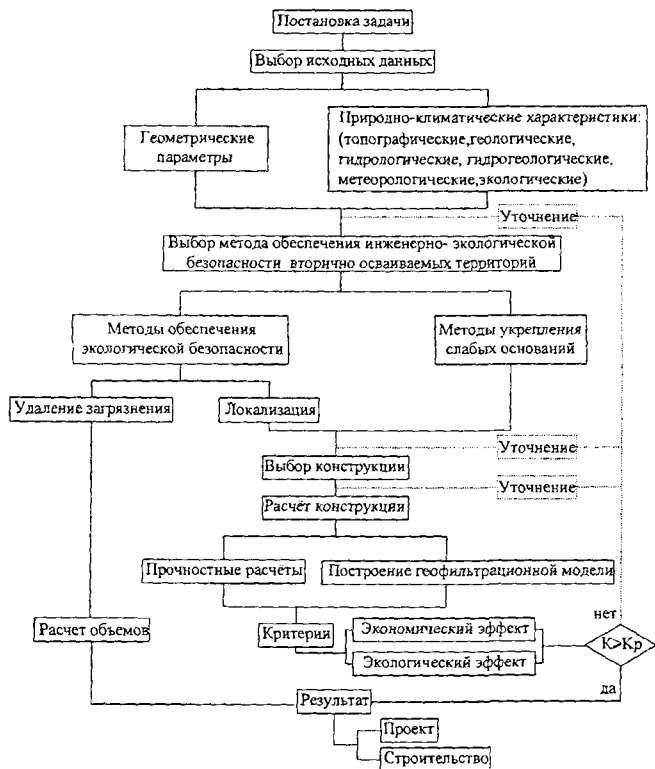 Постановка задачи
Выбор исходных данных
Геометрические
параметры
Природно-климатические характеристики:
(топографические,геологические,
гидрологические, гидрогеологические,
метеорологические,экологические)
Уточнение
Выбор метода обеспечения инженерно- экологической
безопасности вторично осваиваемых территорий
Методы обеспечения
экологической безопасности
Методы укрепления
слабых оснований
Удаление загрязнения
Локализация
Уточнение
Выбор конструкции
Уточнение
Расчёт конструкции
Прочностные расчёты
Построение геофильтрационной модели
нет
Расчет объемов
Критерии
Экономический эффект
Экологический эффект
K⩾Kp
да
Результат
Проект
Строительство